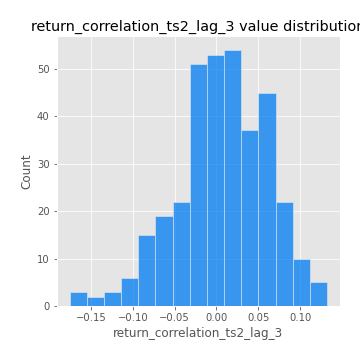 return_correlation_ts2_lag_3 value distribution
50
40
30
20
10
0
Count
−0.15 −0.10 −0.05 0.00 0.05 0.10
return_correlation_ts2_lag_3